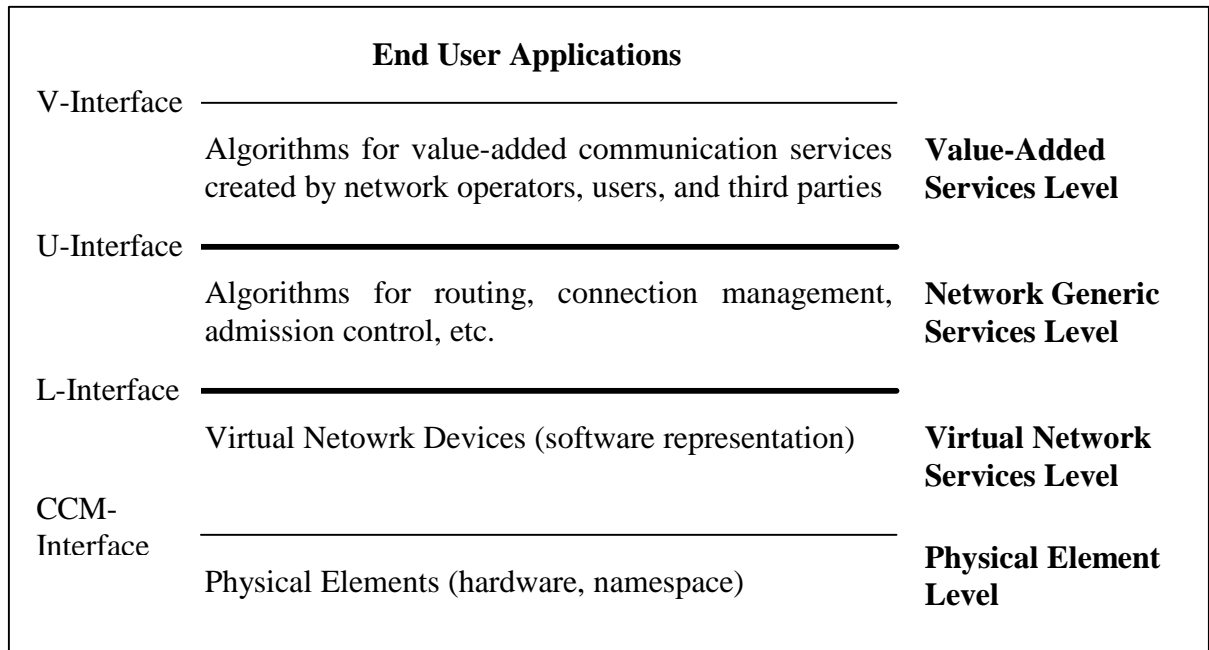 End User Applications
V-Interface
Algorithms for value-added communication services
created by network operators, users, and third parties
Value-Added
Services Level
U-Interface
Algorithms for routing, connection management,
admission control, etc.
Network Generic
Services Level
L-Interface
Virtual Netowrk Devices (software representation)
Virtual Network
Services Level
CCM-
Interface
Physical Elements (hardware, namespace)
Physical Element
Level